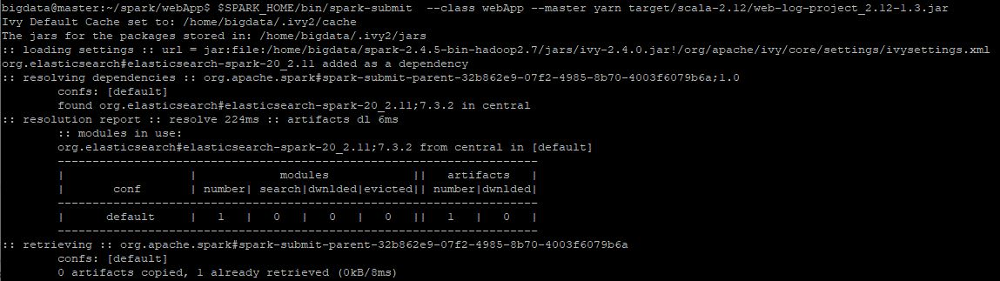 bigdata@master:~/spark/webApp$ $SPARK_HOME/bin/spark-submit  --class webApp --master yarn target/scala-2.12/web-log-project_2.12-1.3.jar
Ivy Default Cache set to: /home/bigdata/.ivy2/cache
The jars for the packages stored in: /home/bigdata/.ivy2/jars
:: loading settings :: url = jar:file:/home/bigdata/spark-2.4.5-bin-hadoop2.7/jars/ivy-2.4.0.jar!/org/apache/ivy/core/settings/ivysettings.xml
org.elasticsearch#elasticsearch-spark-20_2.11 added as a dependency
:: resolving dependencies :: org.apache.spark#spark-submit-parent-32b862e9-07f2-4985-8b70-4003f6079b6a;1.0
        confs: [default]
        found org.elasticsearch#elasticsearch-spark-20_2.11;7.3.2 in central
:: resolution report :: resolve 224ms :: artifacts dl 6ms
        :: modules in use:
        org.elasticsearch#elasticsearch-spark-20_2.11;7.3.2 from central in [default]
        ---------------------------------------------------------------------
        |                  |            modules            ||   artifacts   |
        |       conf       | number| search|dwnlded|evicted|| number|dwnlded|
        ---------------------------------------------------------------------
        |      default     |   1   |   0   |   0   |   0   ||   1   |   0   |
        ---------------------------------------------------------------------
:: retrieving :: org.apache.spark#spark-submit-parent-32b862e9-07f2-4985-8b70-4003f6079b6a
        confs: [default]
        0 artifacts copied, 1 already retrieved (0kB/8ms)